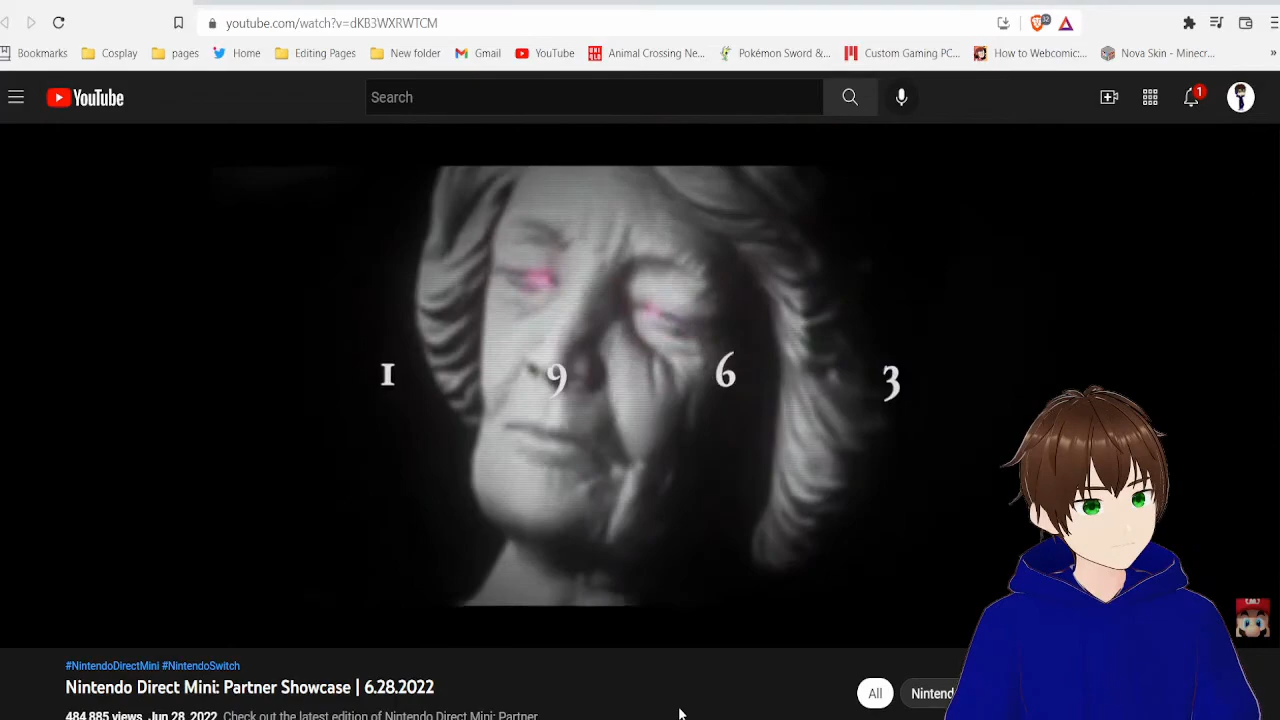 youtube.com/watch?v=dKB3WXRWTCM
32
Bookmarks Cosplay pages Home Editing Pages New folder Gmail YouTube Animal Crossing Ne... Pokémon Sword &... Custom Gaming PC... How to Webcomic:... Nova Skin - Minecr... »
YouTube Search 1
1 9 6 3
#NintendoDirectMini #NintendoSwitch
Nintendo Direct Mini: Partner Showcase | 6.28.2022
All Nintend
484,885 views Jun 28, 2022 Check out the latest edition of Nintendo Direct Mini: Partner